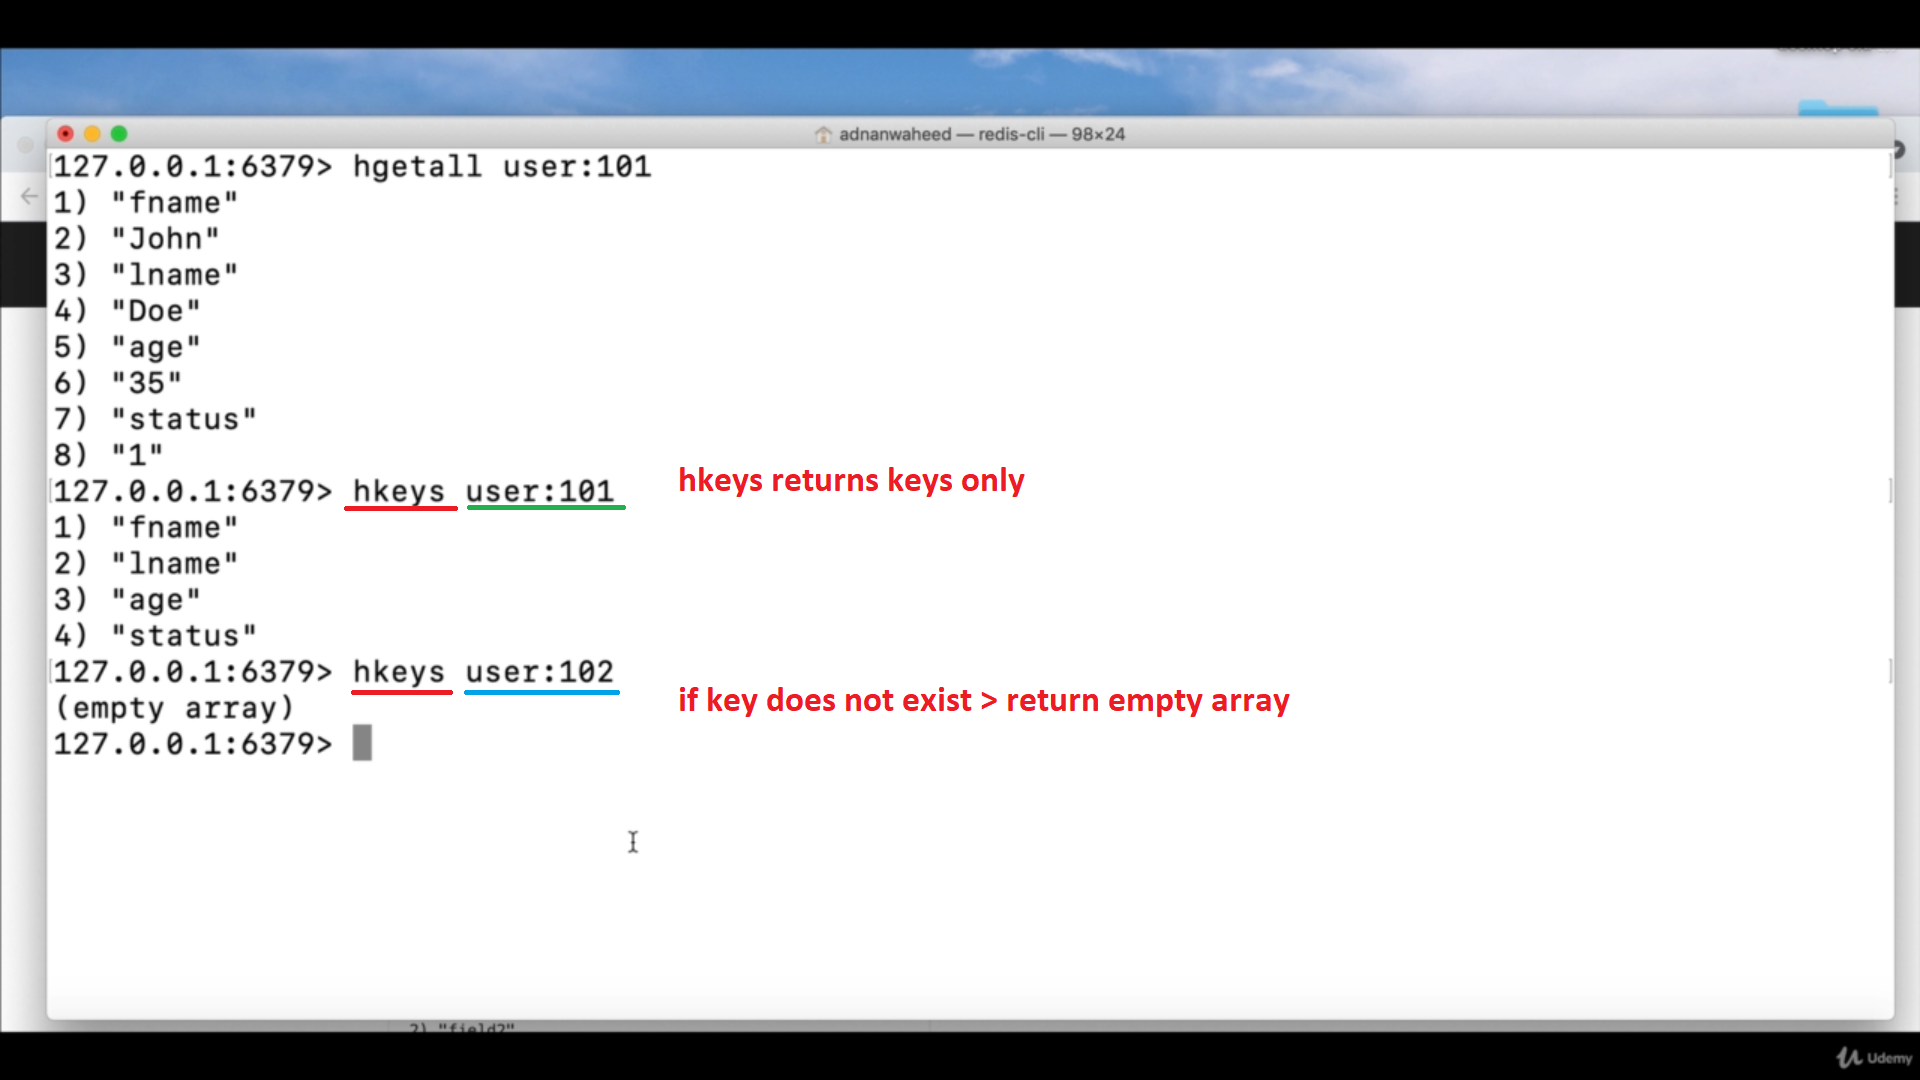 adnanwaheed — redis-cli — 98×24
127.0.0.1:6379> hgetall user:101
1) "fname"
2) "John"
3) "lname"
4) "Doe"
5) "age"
6) "35"
7) "status"
8) "1"
127.0.0.1:6379> hkeys user:101
hkeys returns keys only
1) "fname"
2) "lname"
3) "age"
4) "status"
127.0.0.1:6379> hkeys user:102
if key does not exist > return empty array
(empty array)
127.0.0.1:6379>
2) "field2"
Udemy